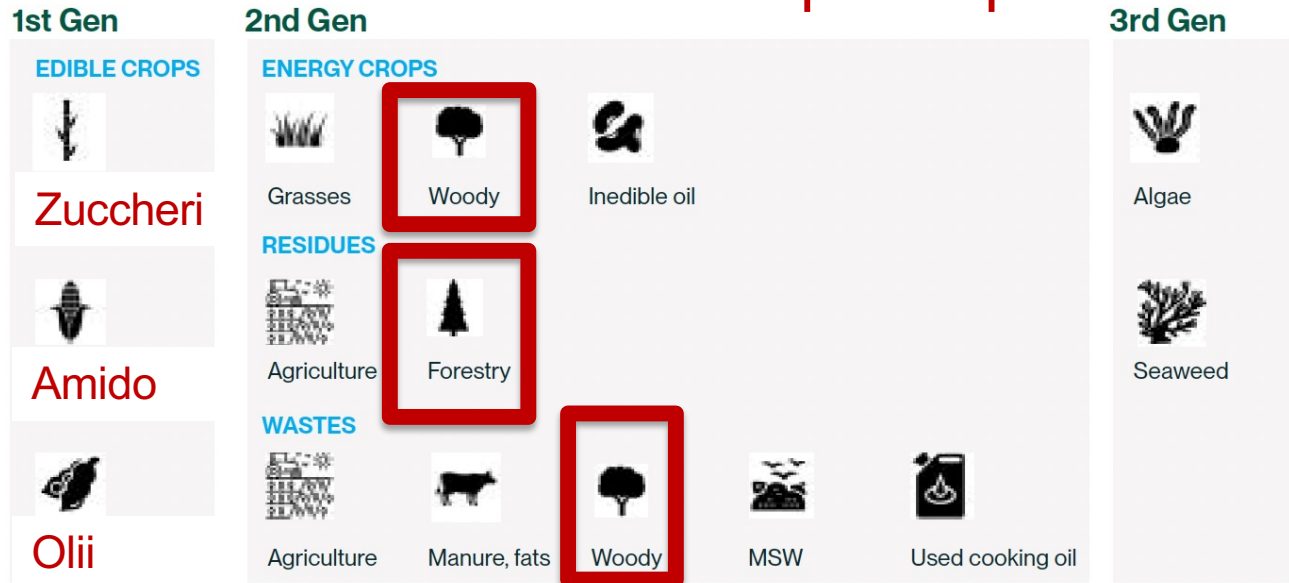 1st Gen
2nd Gen
3rd Gen
EDIBLE CROPS
Zuccheri
Amido
Olii
ENERGY CROPS
Grasses Woody Inedible oil
RESIDUES
Agriculture Forestry
WASTES
Agriculture Manure, fats Woody MSW Used cooking oil
Algae
Seaweed